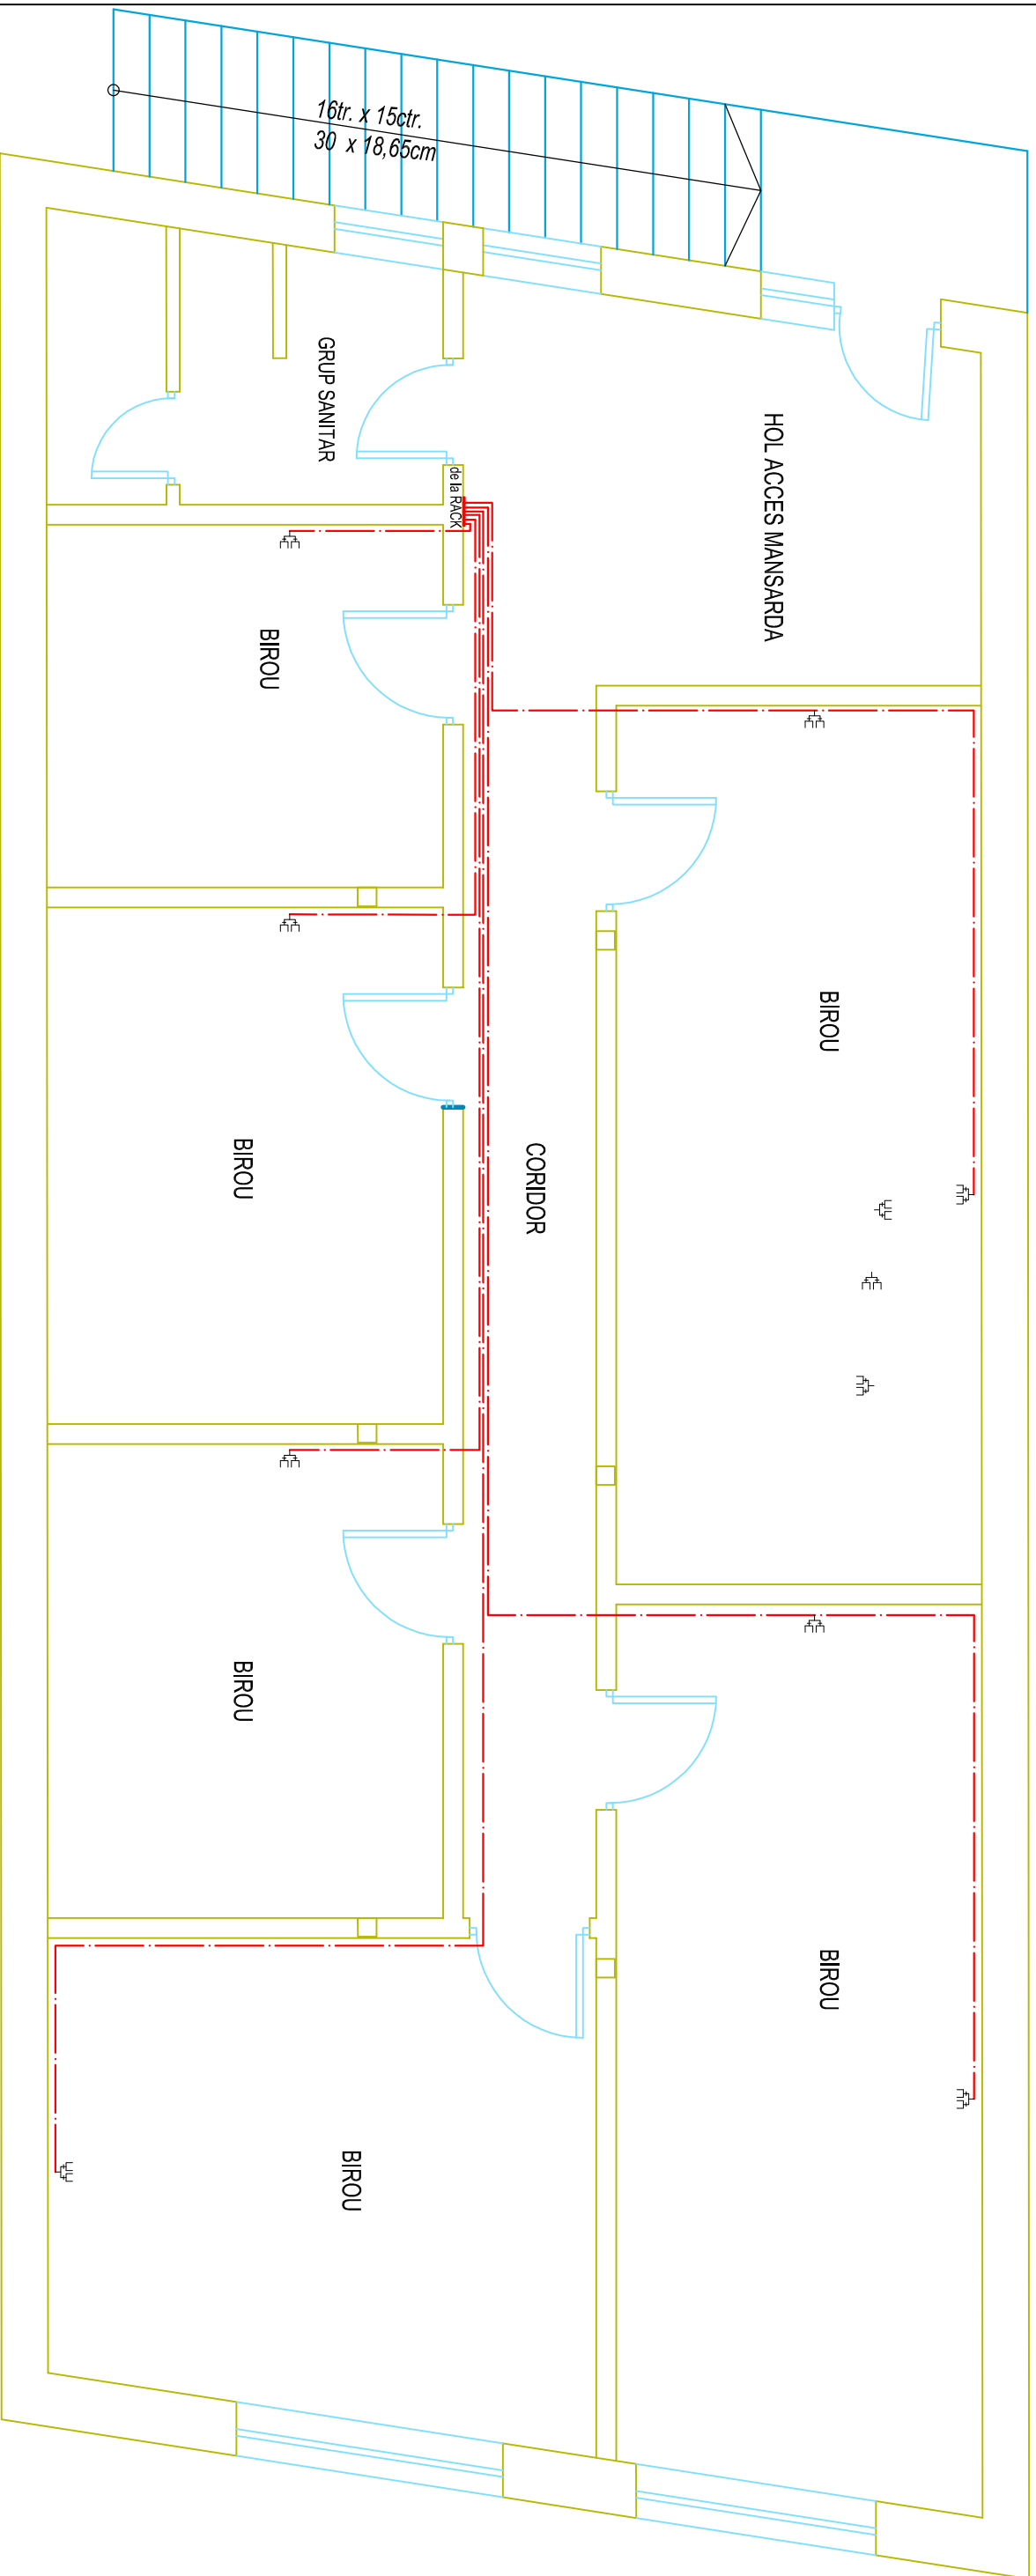 16tr. x 15ctr.
30 x 18,65cm
GRUP SANITAR
HOL ACCES MANSARDA
de la RACK
BIROU
BIROU
BIROU
CORIDOR
BIROU
BIROU
BIROU